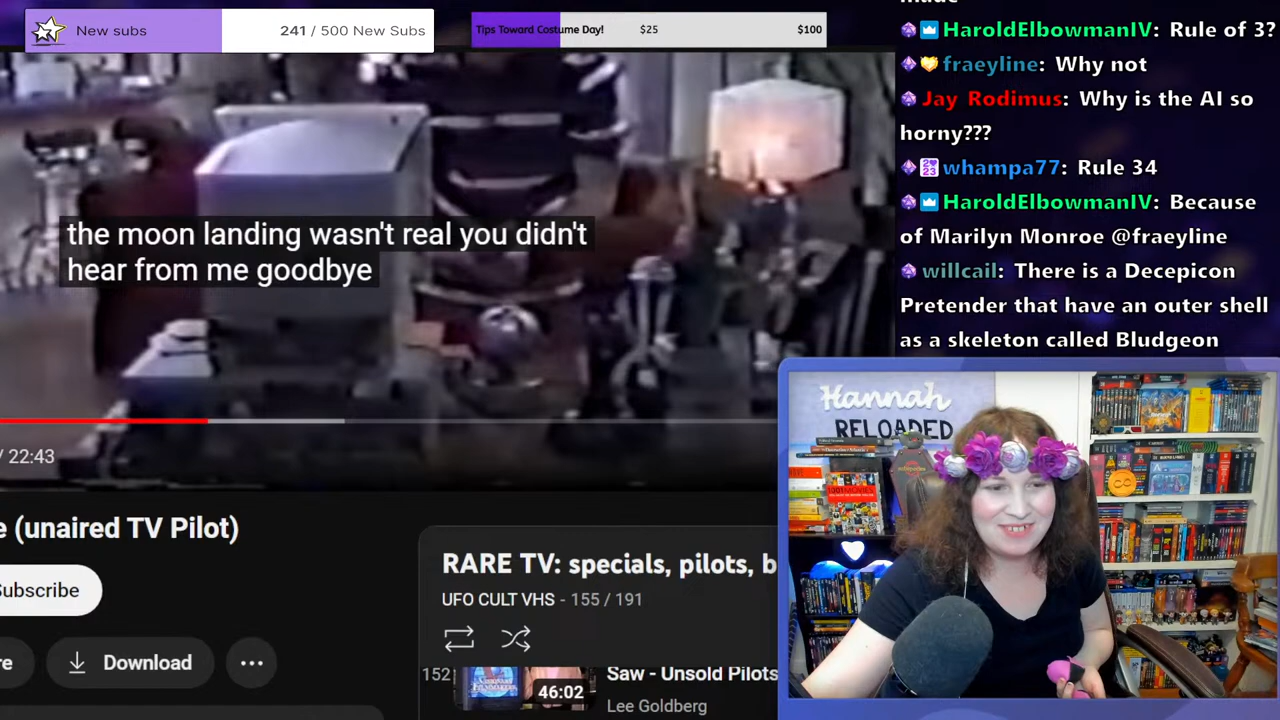 New subs
241 / 500 New Subs
Tips Toward Costume Day!
$25
$100
HaroldElbowmanIV: Rule of 3?
fraeyline: Why not
Jay Rodimus: Why is the AI so
horny???
whampa77: Rule 34
HaroldElbowmanIV: Because
of Marilyn Monroe @fraeyline
willcail: There is a Decepicon
Pretender that have an outer shell
as a skeleton called Bludgeon
the moon landing wasn't real you didn't
hear from me goodbye
/ 22:43
e (unaired TV Pilot)
ubscribe
re
Download
RARE TV: specials, pilots, b
UFO CULT VHS - 155 / 191
152
46:02
Saw - Unsold Pilots
Lee Goldberg
Hannah
RELOADED